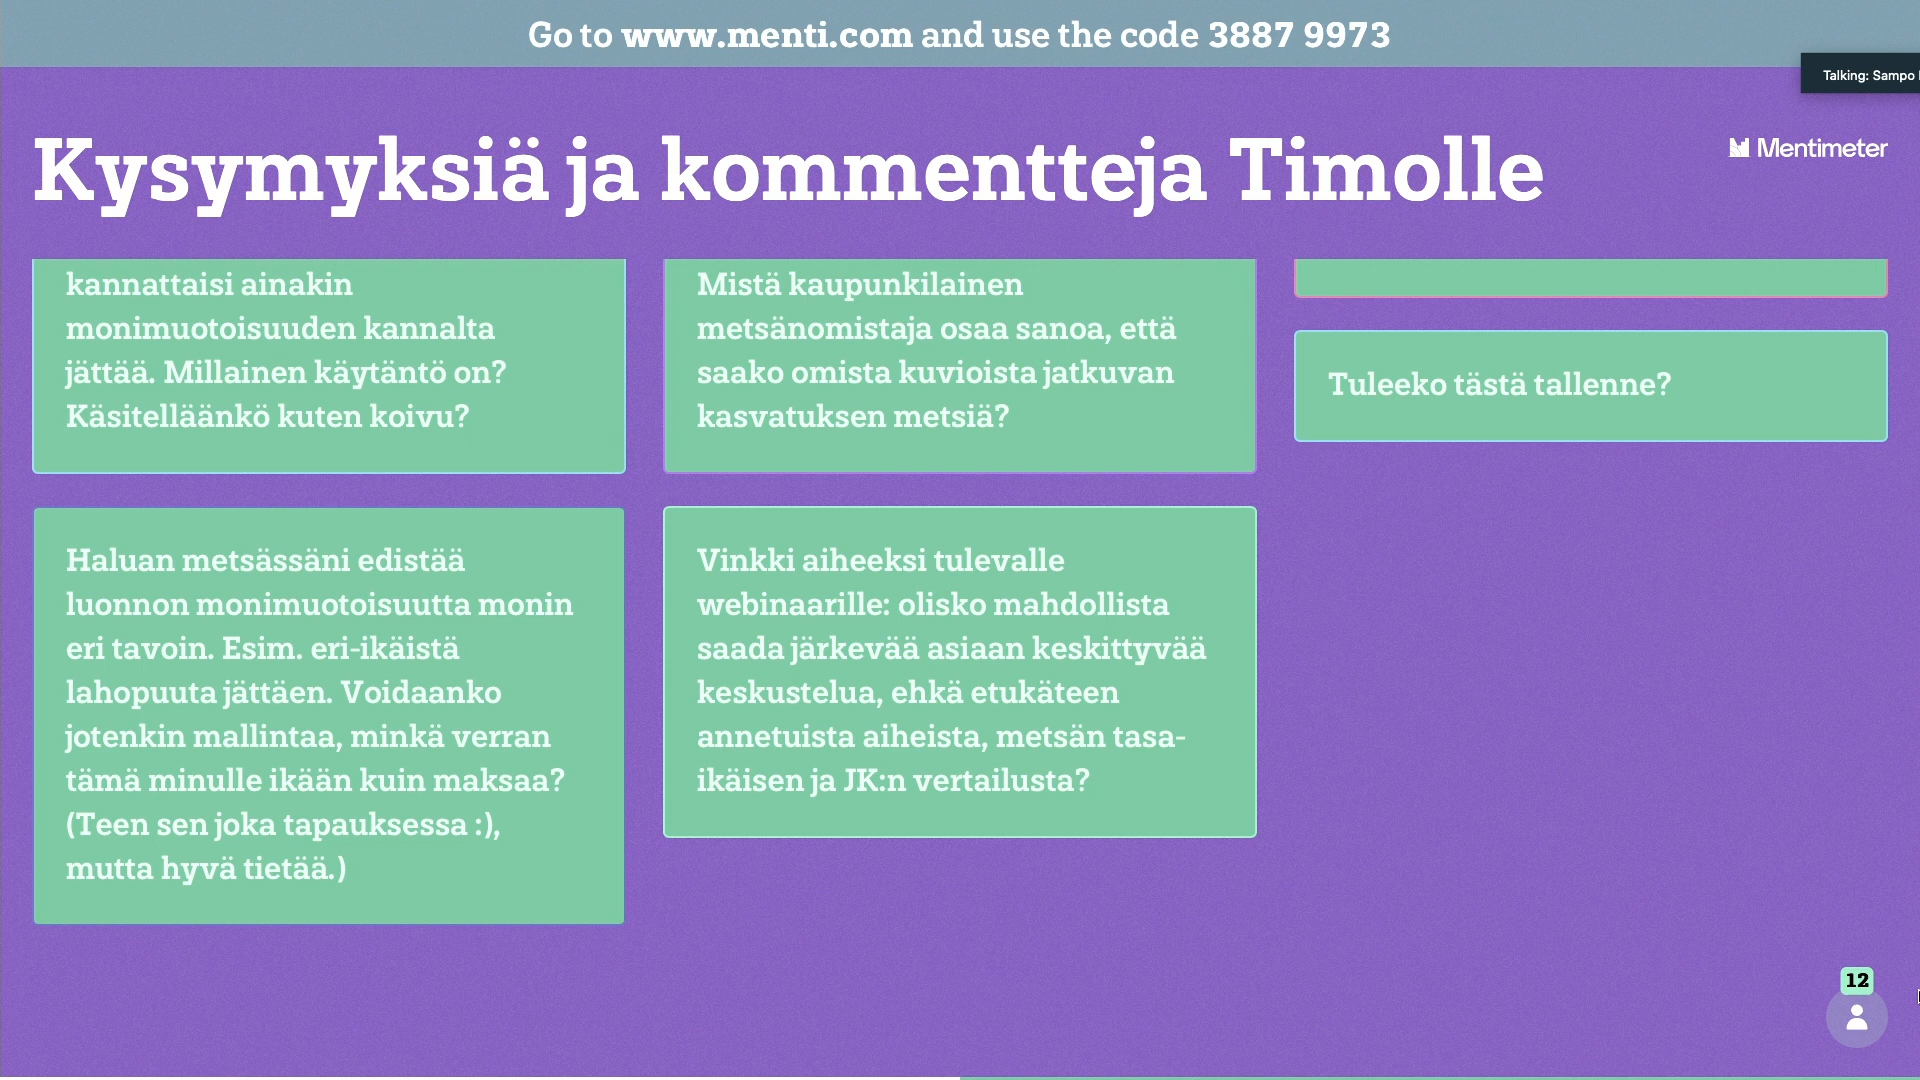 Go to www.menti.com and use the code 3887 9973
Talking: Sampo
Kysymyksiä ja kommentteja Timolle
Mentimeter
kannattaisi ainakin
monimuotoisuuden kannalta
jättää. Millainen käytäntö on?
Käsitelläänkö kuten koivu?
Haluan metsässäni edistää
luonnon monimuotoisuutta monin
eri tavoin. Esim. eri-ikäistä
lahopuuta jättäen. Voidaanko
jotenkin mallintaa, minkä verran
tämä minulle ikään kuin maksaa?
(Teen sen joka tapauksessa :),
mutta hyvä tietää.)
Mistä kaupunkilainen
metsänomistaja osaa sanoa, että
saako omista kuvioista jatkuvan
kasvatuksen metsiä?
Vinkki aiheeksi tulevalle
webinaarille: olisko mahdollista
saada järkevää asiaan keskittyvää
keskustelua, ehkä etukäteen
annetuista aiheista, metsän tasa-
ikäisen ja JK:n vertailusta?
Tuleeko tästä tallenne?
12